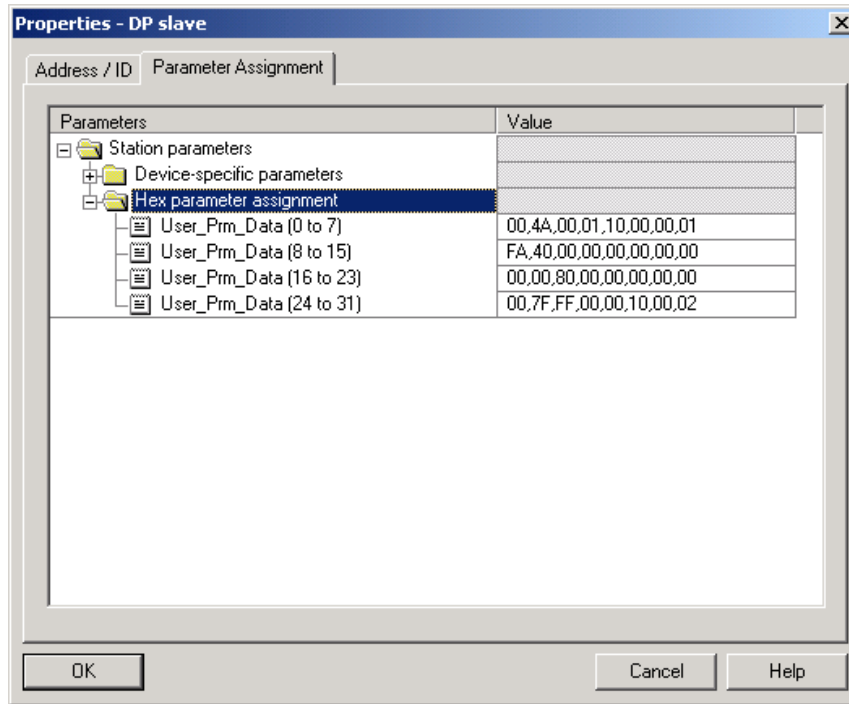 Properties - DP slave
Address / ID Parameter Assignment
Parameters Value
Station parameters
Device-specific parameters
Hex parameter assignment
User_Prm_Data (0 to 7) 00,4A,00,01,10,00,00,01
User_Prm_Data (8 to 15) FA,40,00,00,00,00,00,00
User_Prm_Data (16 to 23) 00,00,80,00,00,00,00,00
User_Prm_Data (24 to 31) 00,7F,FF,00,00,10,00,02
OK Cancel Help